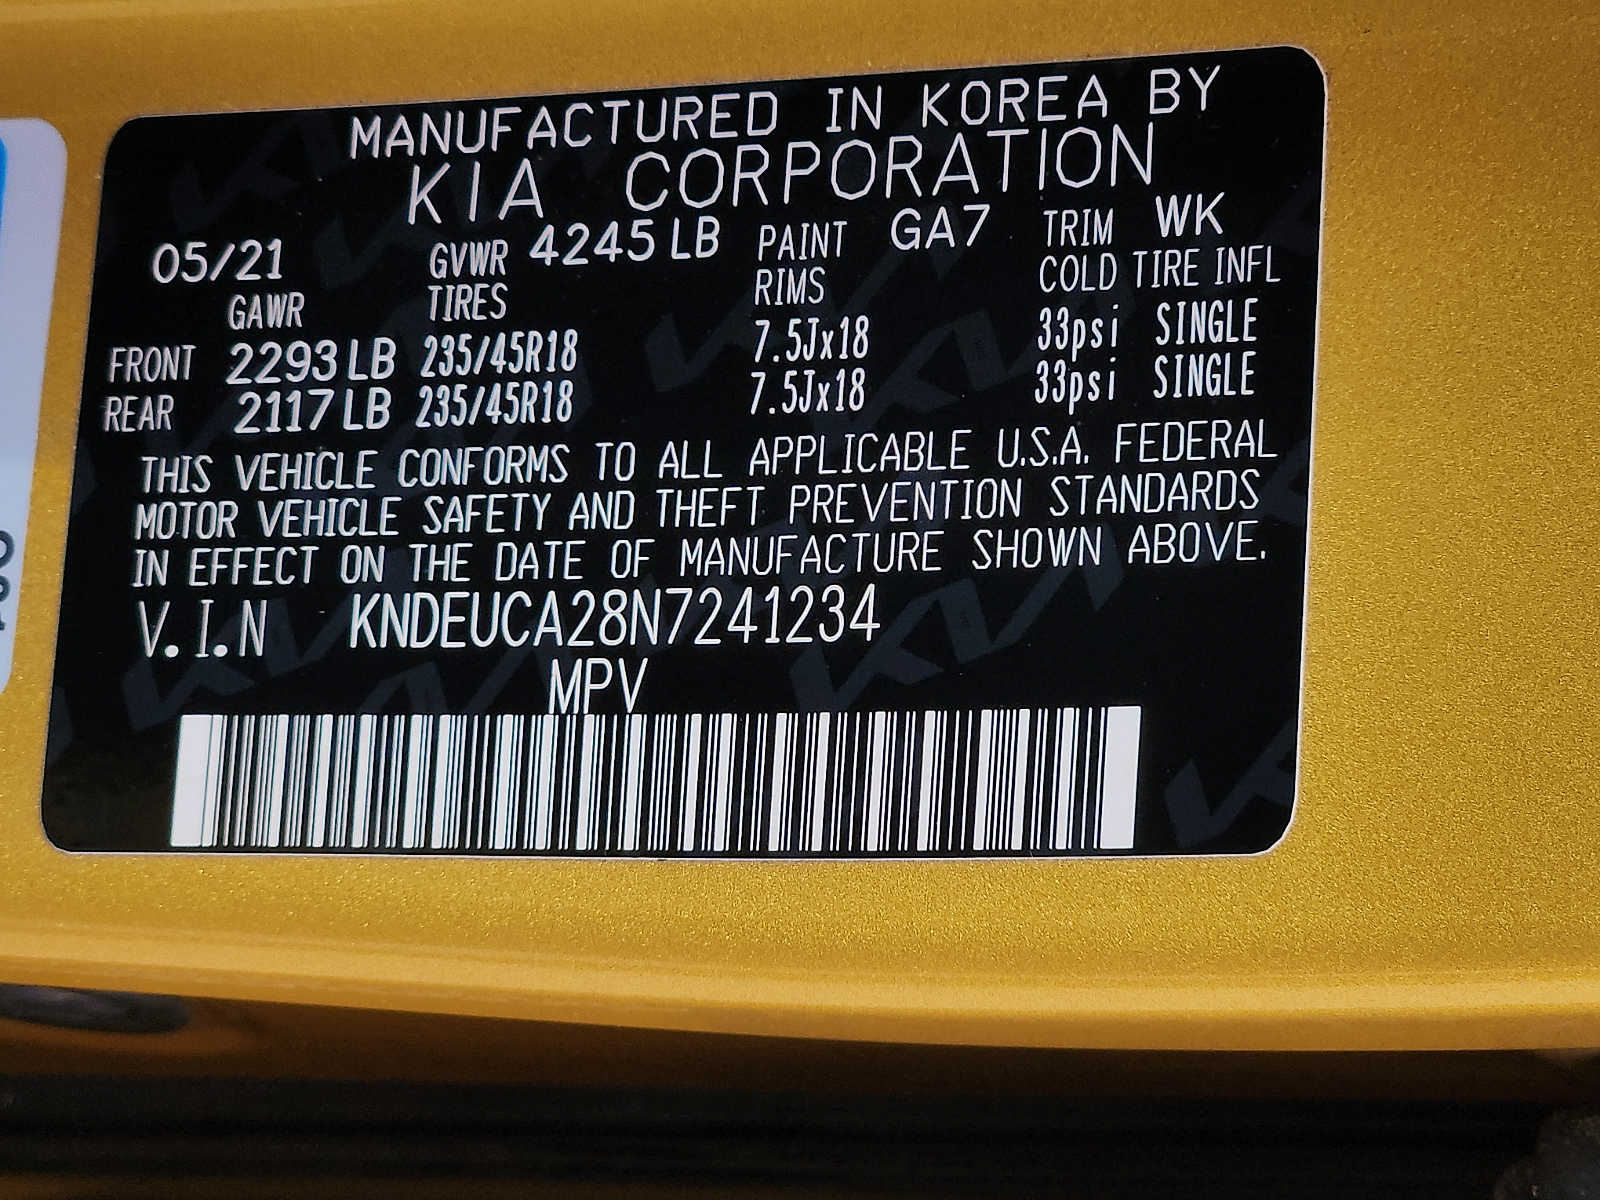 MANUFACTURED IN KOREA BY
KIA CORPORATION
05/21 GVWR 4245 LB PAINT GA7 TRIM WK
GAWR TIRES RIMS COLD TIRE INFL
FRONT 2293 LB 235/45R18 7.5Jx18 33psi SINGLE
REAR 2117 LB 235/45R18 7.5Jx18 33psi SINGLE
THIS VEHICLE CONFORMS TO ALL APPLICABLE U.S.A. FEDERAL
MOTOR VEHICLE SAFETY AND THEFT PREVENTION STANDARDS
IN EFFECT ON THE DATE OF MANUFACTURE SHOWN ABOVE.
V.I.N KNDEUCA28N7241234
MPV